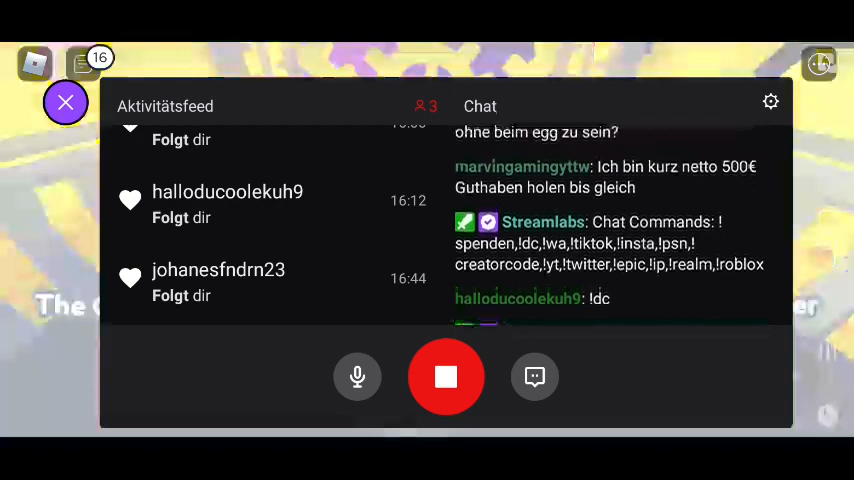 16
Aktivitätsfeed
3
Folgt dir
halloducoolekuh9
16:12
Folgt dir
johanesfndrn23
16:44
Folgt dir
Chat
ohne beim egg zu sein?
marvingamingyttw: Ich bin kurz netto 500€
Guthaben holen bis gleich
Streamlabs: Chat Commands: !
spenden,!dc,!wa,!tiktok,!insta,!psn,!
creatorcode,!yt,!twitter,!epic,!ip,!realm,!roblox
halloducoolekuh9: !dc
The